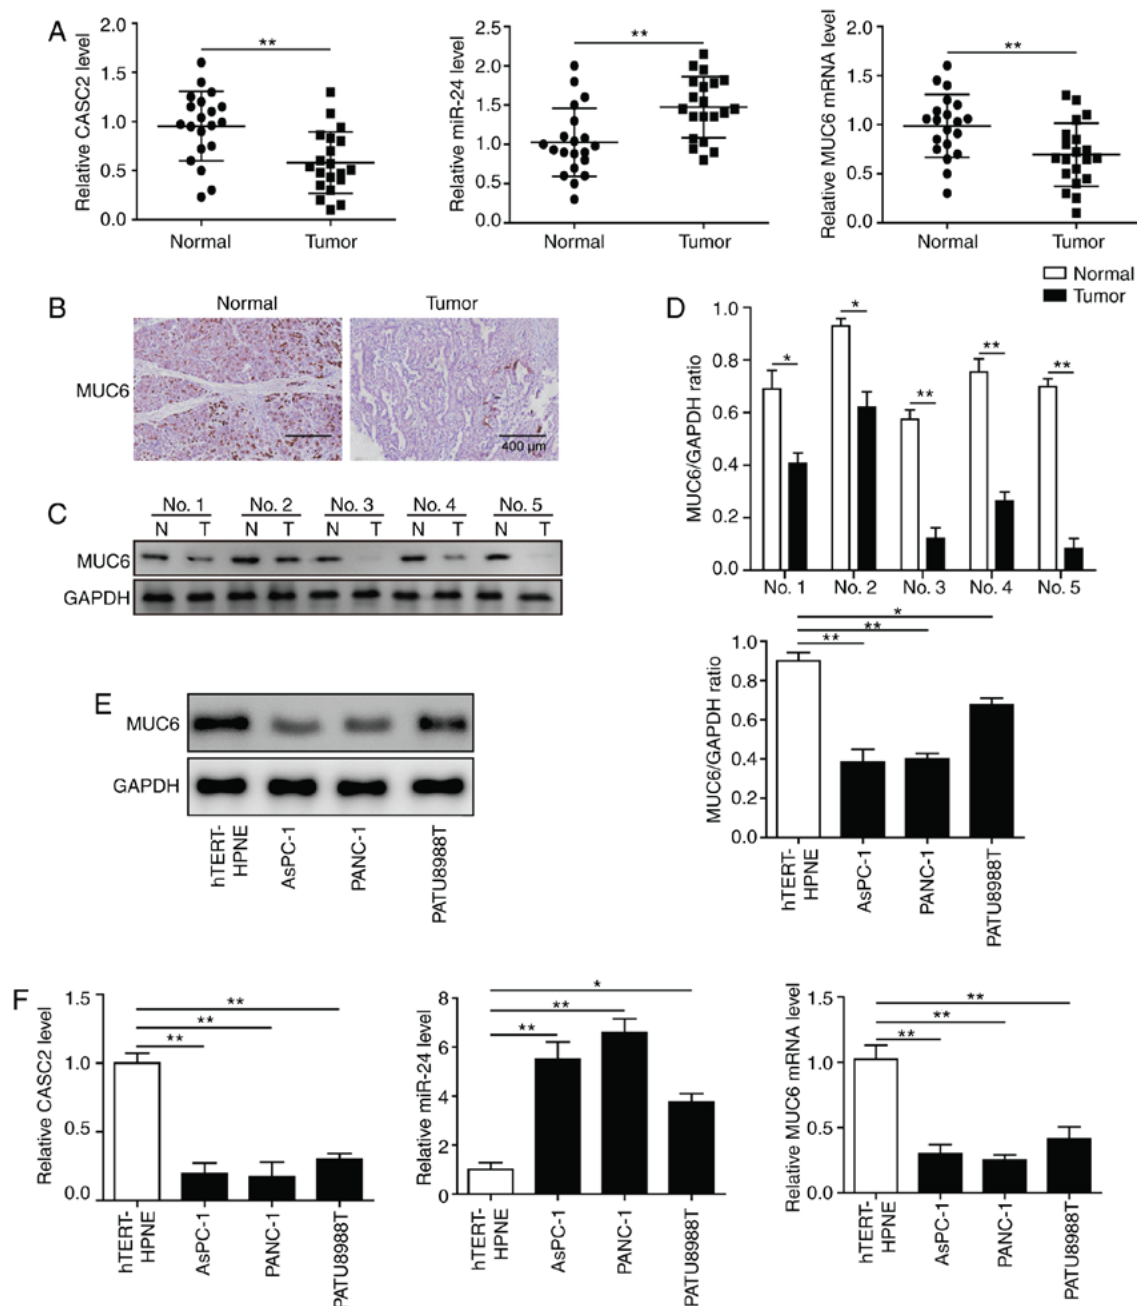 A
Relative CASC2 level
2.0
1.5
1.0
0.5
0.0
**
Normal Tumor
Relative miR-24 level
2.5
2.0
1.5
1.0
0.5
0.0
**
Normal Tumor
Relative MUC6 mRNA level
2.0
1.5
1.0
0.5
0.0
**
Normal Tumor
B
Normal Tumor
MUC6
400 μm
C
No. 1 No. 2 No. 3 No. 4 No. 5
N T N T N T N T N T
MUC6
GAPDH
D
Normal
Tumor
MUC6/GAPDH ratio
1.0
0.8
0.6
0.4
0.2
0.0
* * ** ** **
No. 1 No. 2 No. 3 No. 4 No. 5
E
MUC6
GAPDH
hTERT-
HPNE
AsPC-1
PANC-1
PATU8988T
MUC6/GAPDH ratio
1.0
0.8
0.6
0.4
0.2
0.0
*
**
**
hTERT-
HPNE
AsPC-1
PANC-1
PATU8988T
F
Relative CASC2 level
1.5
1.0
0.5
0.0
**
**
**
hTERT-
HPNE
AsPC-1
PANC-1
PATU8988T
Relative miR-24 level
8
6
4
2
0
*
**
**
hTERT-
HPNE
AsPC-1
PANC-1
PATU8988T
Relative MUC6 mRNA level
1.5
1.0
0.5
0.0
**
**
**
hTERT-
HPNE
AsPC-1
PANC-1
PATU8988T